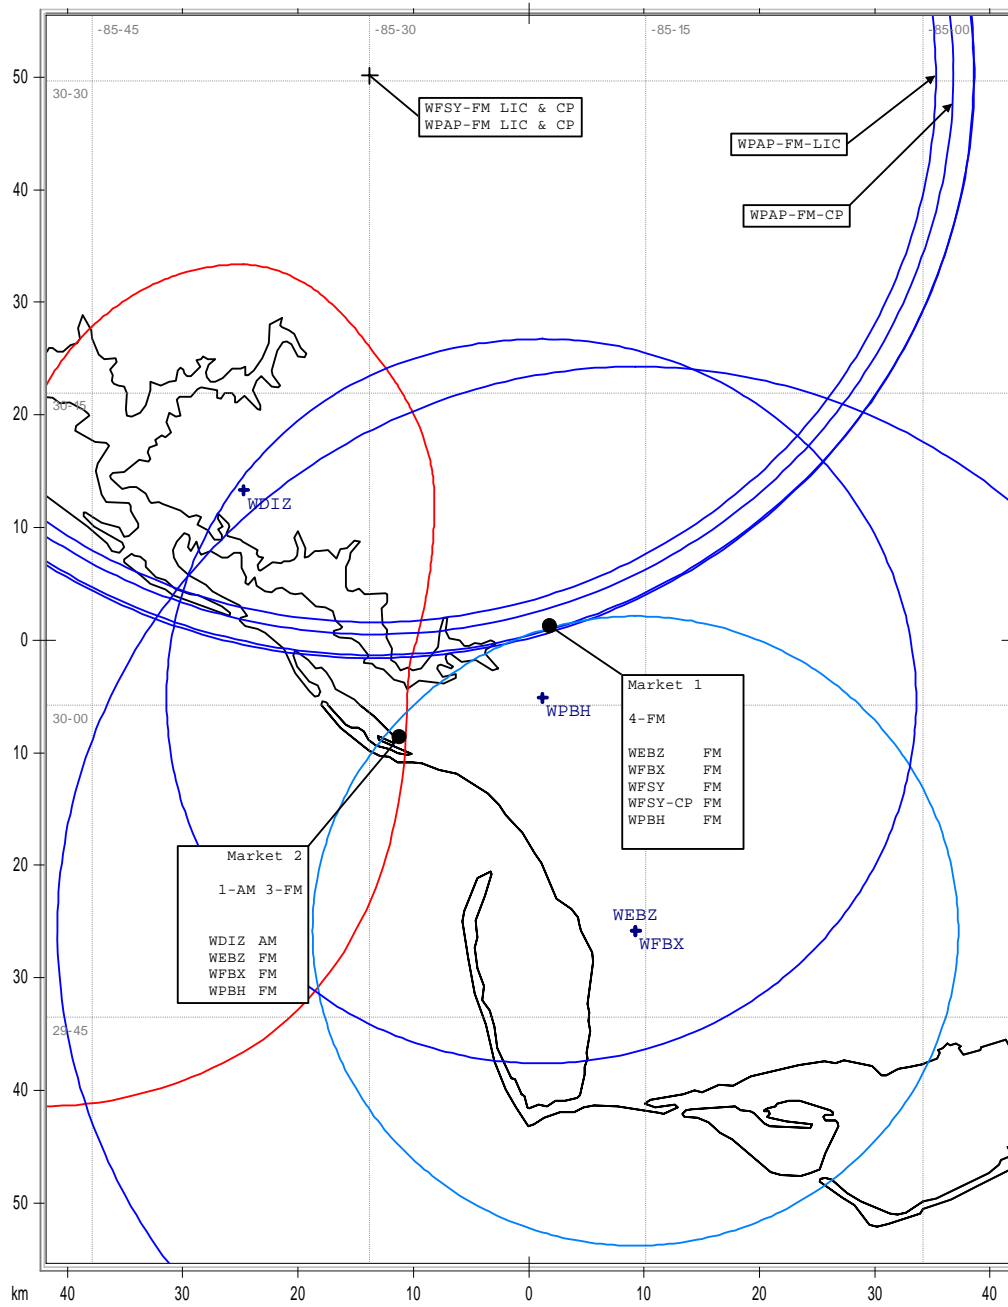 -85-45
-85-30
-85-15
-85-00
50
30-30
WFSY-FM LIC & CP
WPAP-FM LIC & CP
WPAP-FM-LIC
40
WPAP-FM-CP
30
20
30-45
WDIZ
10
0
Market 1
4-FM
WEBZ FM
WFBX FM
WFSY FM
WFSY-CP FM
WPBH FM
WPBH
30-00
10
20
Market 2
1-AM 3-FM
WDIZ AM
WEBZ FM
WFBX FM
WPBH FM
WEBZ
WFBX
30
29-45
40
50
km 40 30 20 10 0 10 20 30 40